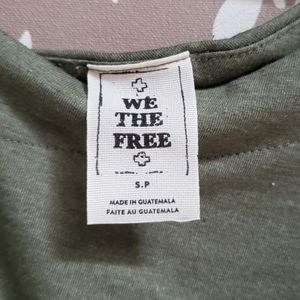 WE
THE
FREE
S.P
MADE IN GUATEMALA
FAITE AU GUATEMALA